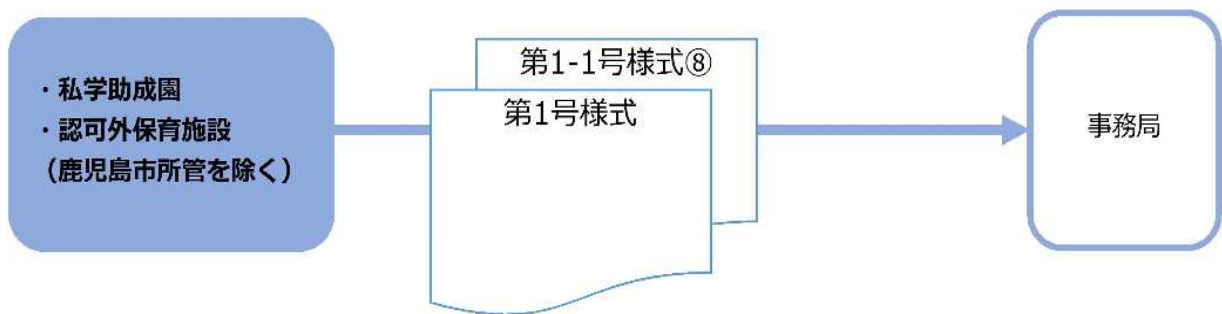 ・私学助成園
・認可外保育施設
(鹿児島市所管を除く)
第1-1号様式⑧
第1号様式
事務局